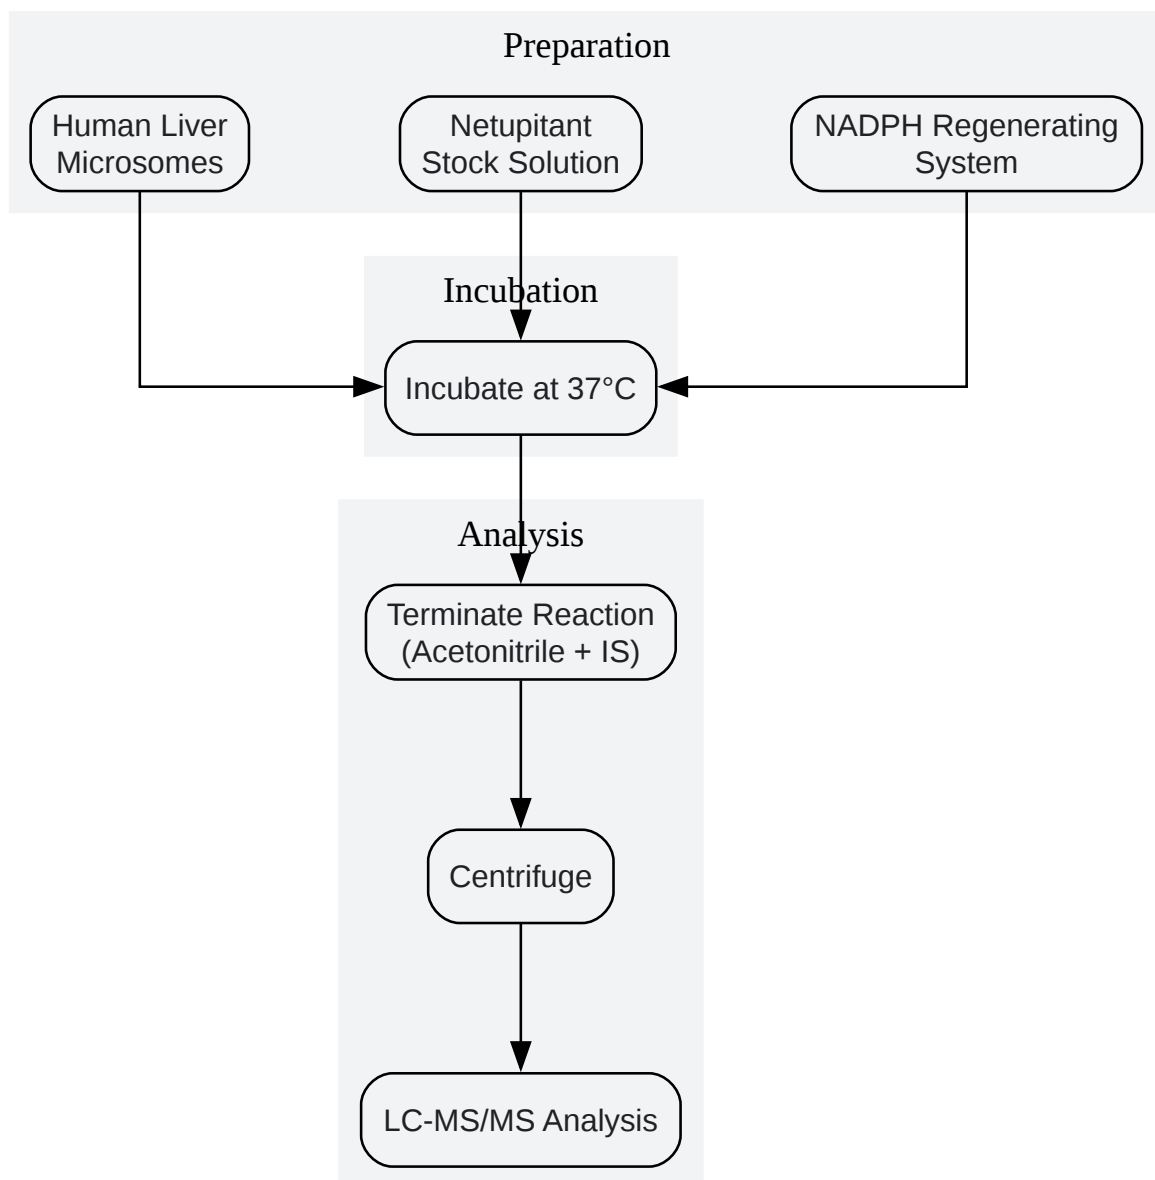 Preparation
Human Liver
Microsomes
Netupitant
Stock Solution
NADPH Regenerating
System
Incubation
Incubate at 37°C
Analysis
Terminate Reaction
(Acetonitrile + IS)
Centrifuge
LC-MS/MS Analysis